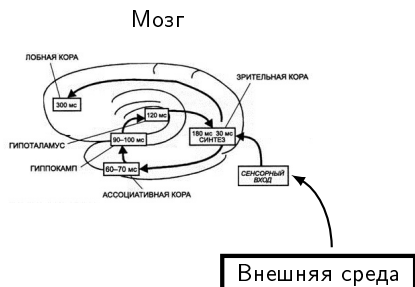 Мозг
ЛОБНАЯ КОРА
ЗРИТЕЛЬНАЯ КОРА
300 мс
120 мс
180 мс 30 мс
СИНТЕЗ
ГИПОТАЛАМУС
90–100 мс
ГИППОКАМП
60–70 мс
АССОЦИАТИВНАЯ КОРА
СЕНСОРНЫЙ
ВХОД
Внешняя среда